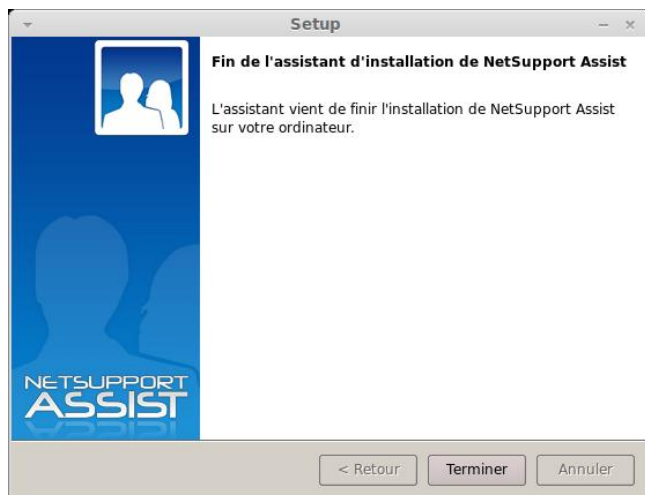 Setup
Fin de l'assistant d'installation de NetSupport Assist
L'assistant vient de finir l'installation de NetSupport Assist
sur votre ordinateur.
NETSUPPORT
ASSIST
< Retour
Terminer
Annuler